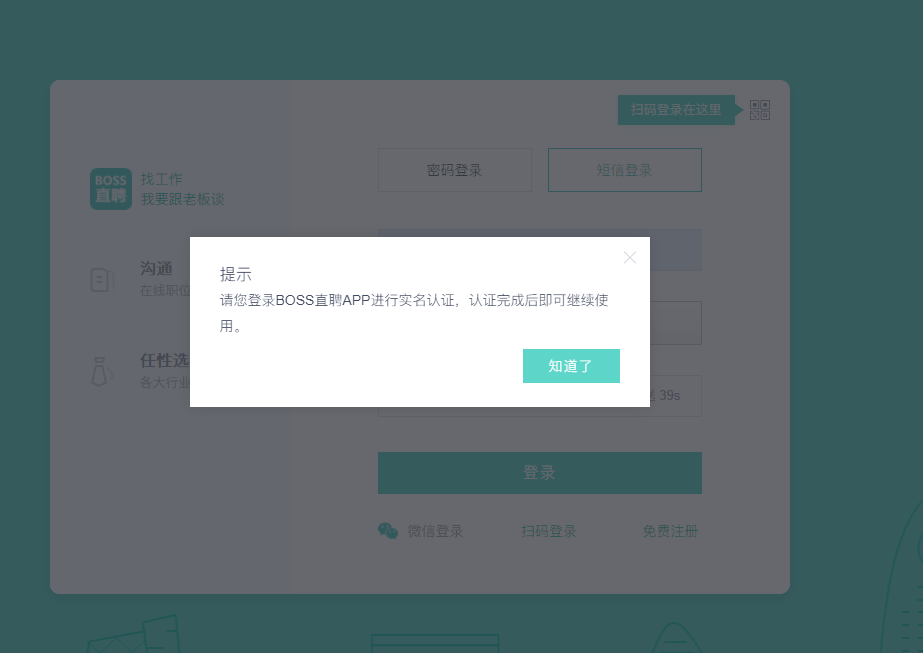 扫码登录在这里
密码登录
短信登录
BOSS
直聘
找工作
我要跟老板谈
沟通
在线职位
提示
请您登录BOSS直聘APP进行实名认证，认证完成后即可继续使
用。
知道了
任性选
各大行业
39s
登录
微信登录
扫码登录
免费注册